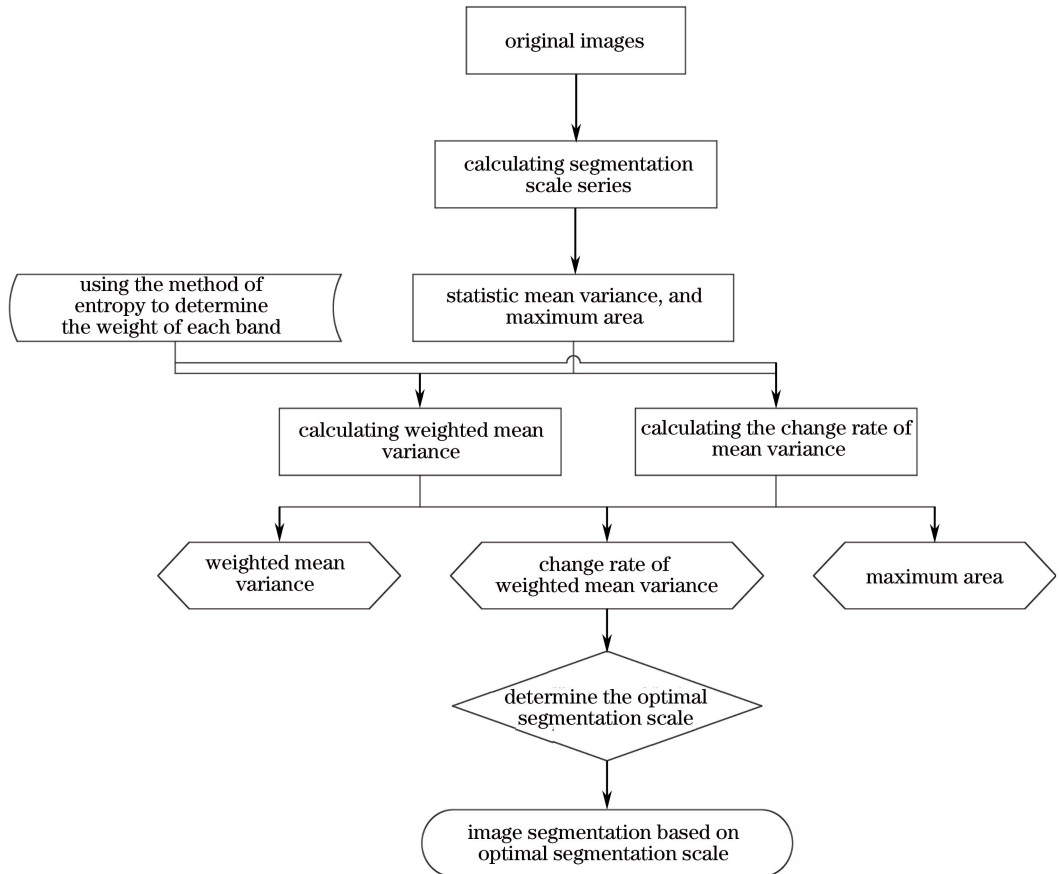 original images
calculating segmentation
scale series
using the method of
entropy to determine
the weight of each band
statistic mean variance, and
maximum area
calculating weighted mean
variance
calculating the change rate of
mean variance
weighted mean
variance
change rate of
weighted mean variance
maximum area
determine the optimal
segmentation scale
image segmentation based on
optimal segmentation scale